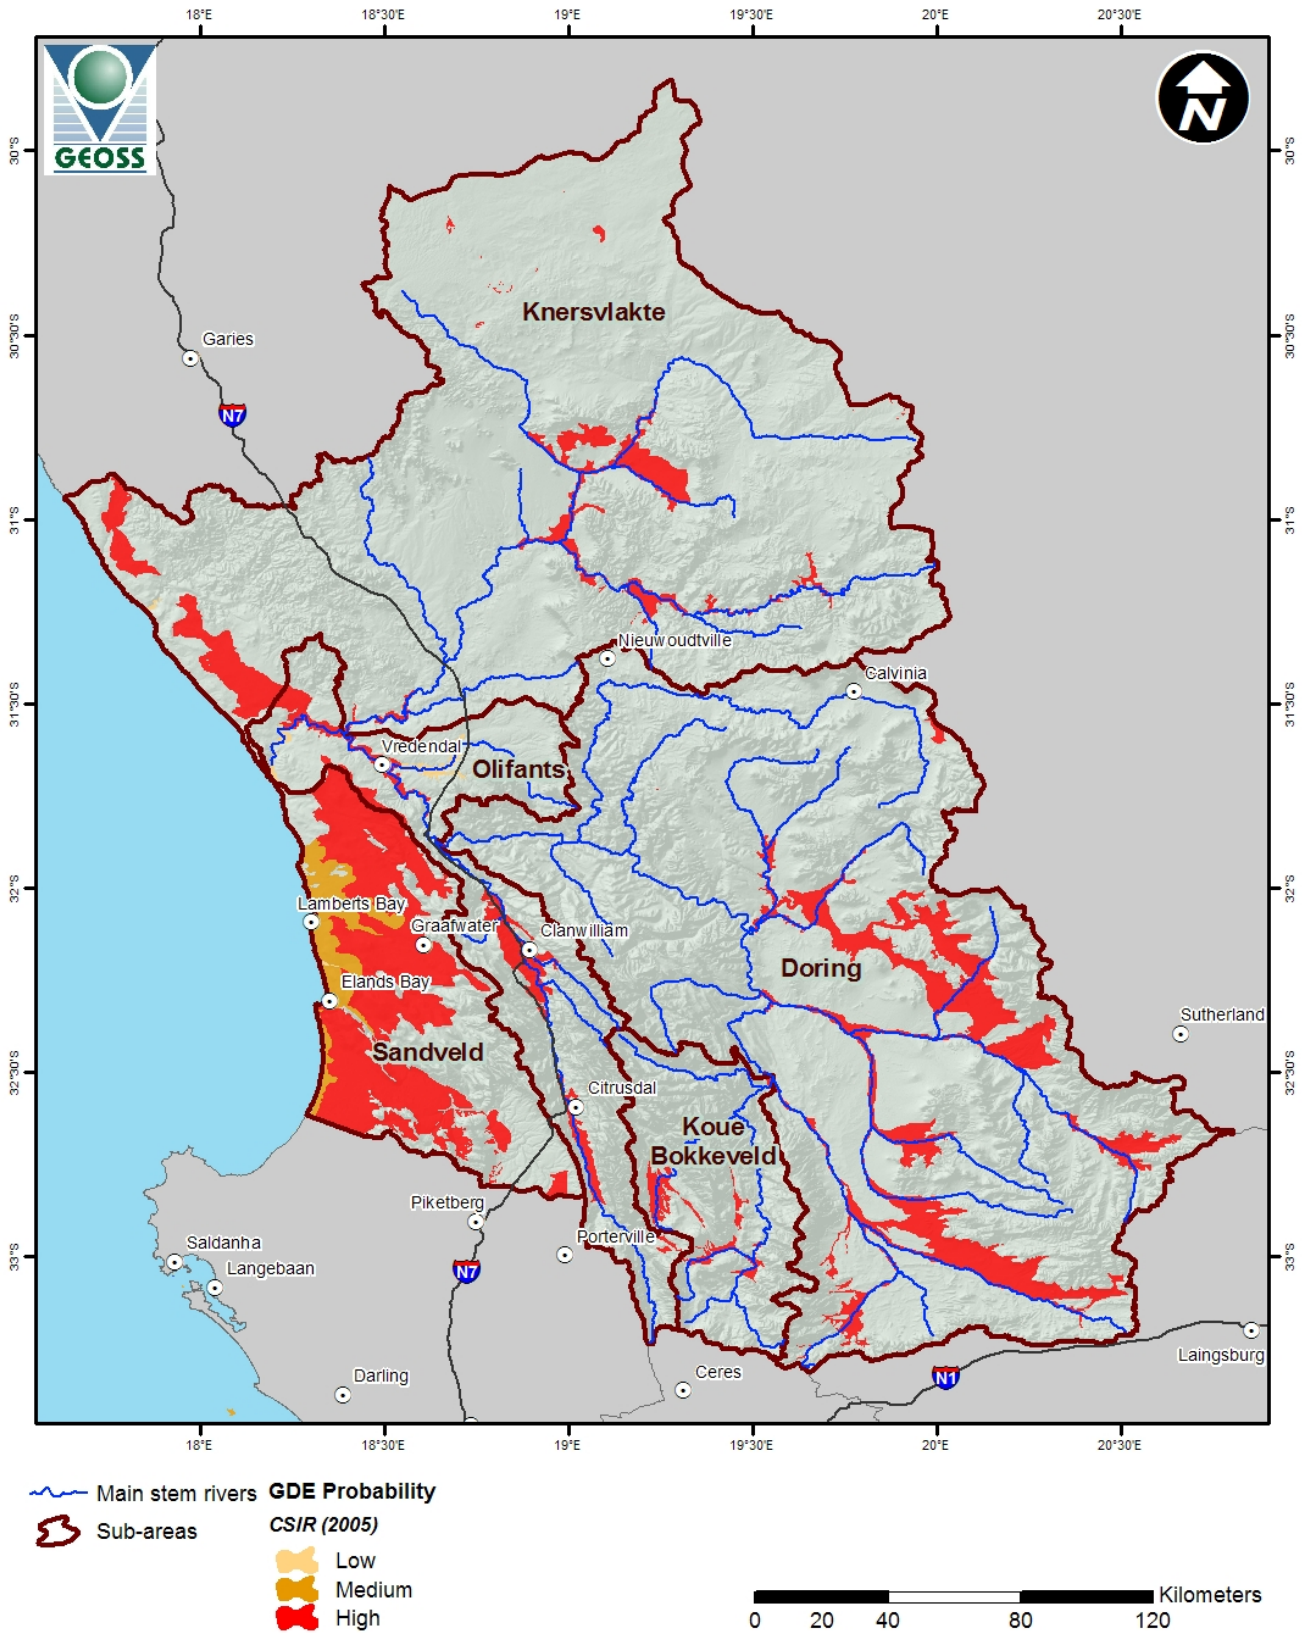 18°E 18°30'E 19°E 19°30'E 20°E 20°30'E
GEOSS
N
30°S 30°S
Knersvlakte
30°30'S 30°30'S
Garies
N7
31°S 31°S
Nieuwoudtville
Calvinia
31°30'S 31°30'S
Vredendal
Olifants
32°S 32°S
Lamberts Bay
Graafwater
Clanwilliam
Doring
Elands Bay
Sutherland
Sandveld
32°30'S 32°30'S
Citrusdal
Koue
Bokkeveld
Piketberg
Porterville
Saldanha
33°S 33°S
Langebaan
N7
Laingsburg
Darling
Ceres
N1
18°E 18°30'E 19°E 19°30'E 20°E 20°30'E
Main stem rivers
Sub-areas
GDE Probability
CSIR (2005)
Low
Medium
High
Kilometers
0 20 40 80 120